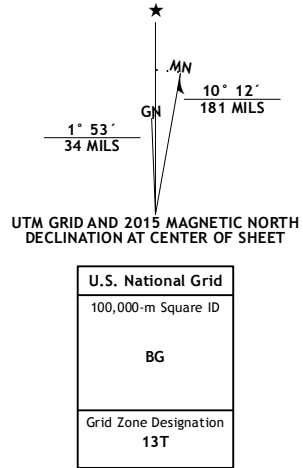 ★
MN
GN
10° 12´
181 MILS
1° 53´
34 MILS
UTM GRID AND 2015 MAGNETIC NORTH
DECLINATION AT CENTER OF SHEET
U.S. National Grid
100,000-m Square ID
BG
Grid Zone Designation
13T